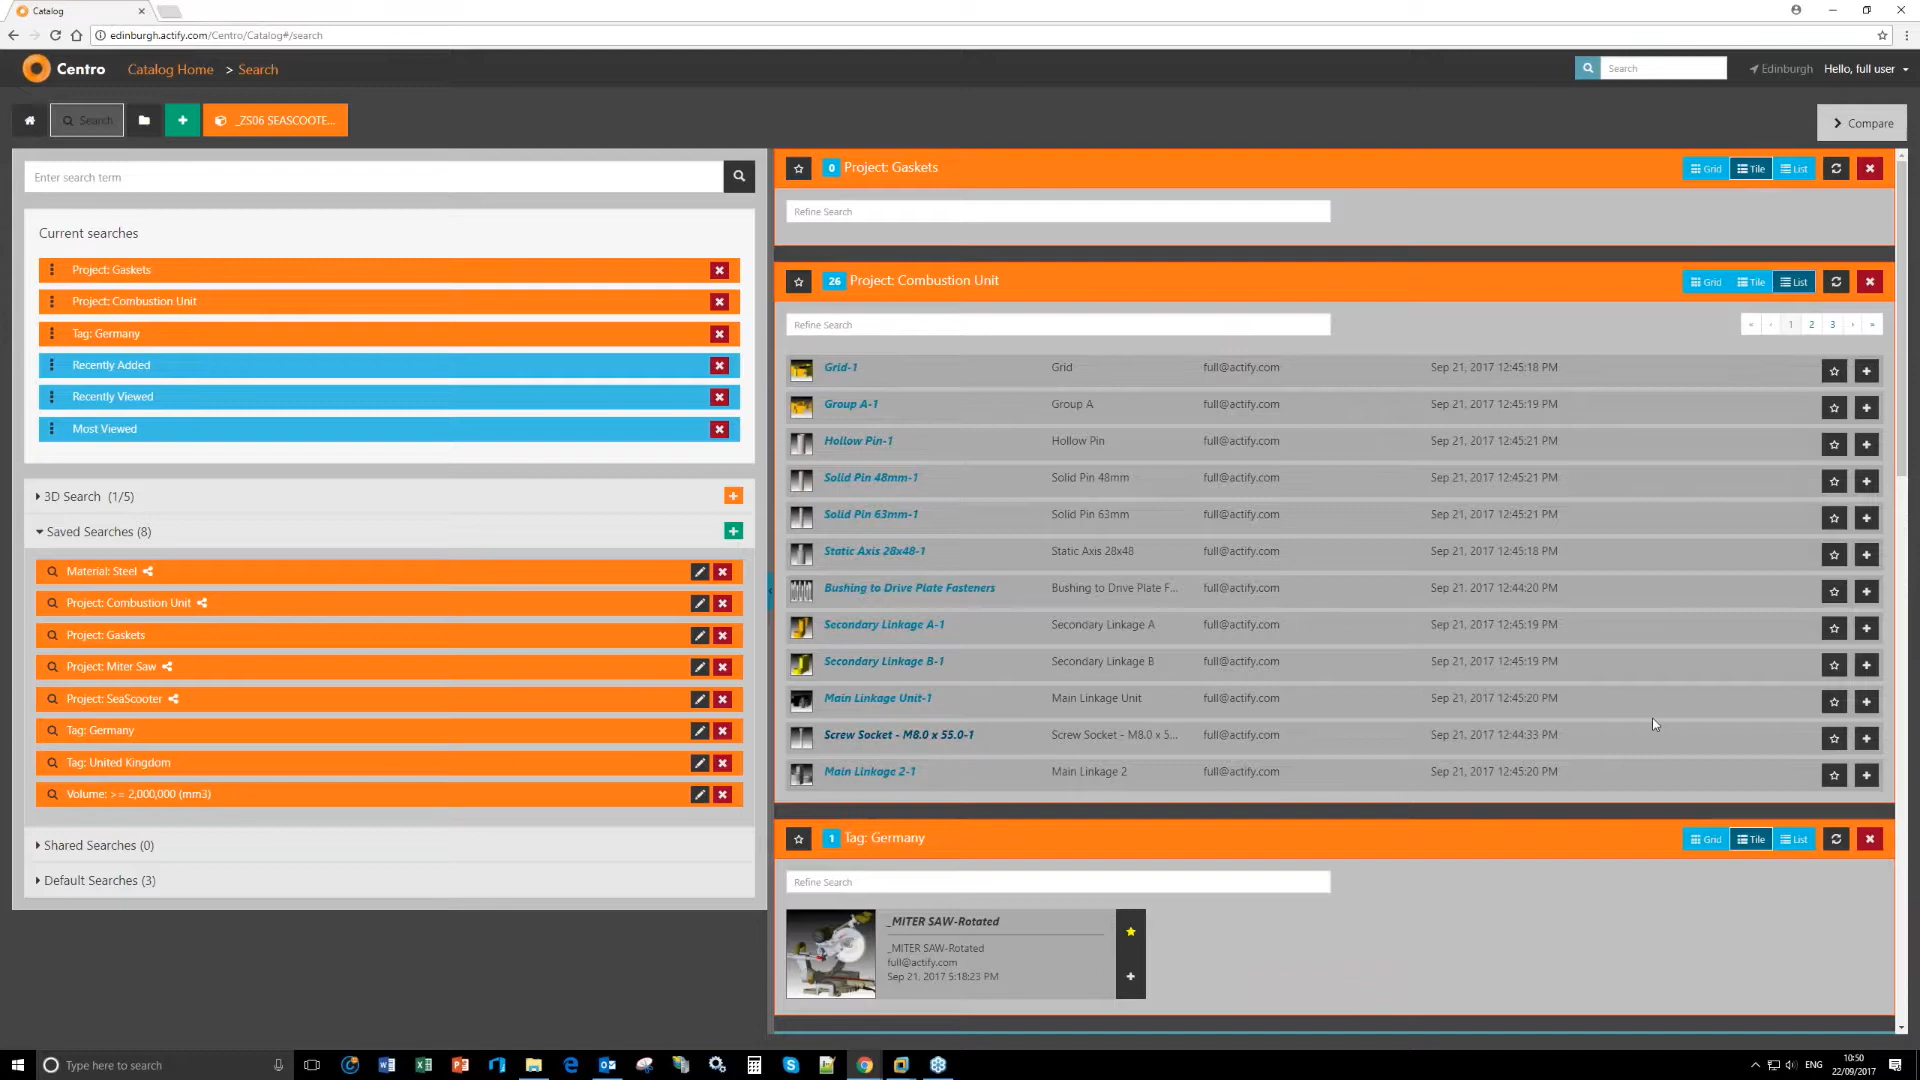 Catalog
edinburgh.actify.com/Centro/Catalog#/search
Centro Catalog Home > Search
Search
Edinburgh Hello, full user
Search
_ZS06 SEASCOOTE...
Compare
Enter search term
Current searches
Project: Gaskets
Project: Combustion Unit
Tag: Germany
Recently Added
Recently Viewed
Most Viewed
3D Search (1/5)
Saved Searches (8)
Material: Steel
Project: Combustion Unit
Project: Gaskets
Project: Miter Saw
Project: SeaScooter
Tag: Germany
Tag: United Kingdom
Volume: >= 2,000,000 (mm3)
Shared Searches (0)
Default Searches (3)
0 Project: Gaskets Grid Tile List
Refine Search
26 Project: Combustion Unit Grid Tile List
Refine Search « ‹ 1 2 3 › »
Grid-1 Grid full@actify.com Sep 21, 2017 12:45:18 PM
Group A-1 Group A full@actify.com Sep 21, 2017 12:45:19 PM
Hollow Pin-1 Hollow Pin full@actify.com Sep 21, 2017 12:45:21 PM
Solid Pin 48mm-1 Solid Pin 48mm full@actify.com Sep 21, 2017 12:45:21 PM
Solid Pin 63mm-1 Solid Pin 63mm full@actify.com Sep 21, 2017 12:45:21 PM
Static Axis 28x48-1 Static Axis 28x48 full@actify.com Sep 21, 2017 12:45:18 PM
Bushing to Drive Plate Fasteners Bushing to Drive Plate F... full@actify.com Sep 21, 2017 12:44:20 PM
Secondary Linkage A-1 Secondary Linkage A full@actify.com Sep 21, 2017 12:45:19 PM
Secondary Linkage B-1 Secondary Linkage B full@actify.com Sep 21, 2017 12:45:19 PM
Main Linkage Unit-1 Main Linkage Unit full@actify.com Sep 21, 2017 12:45:20 PM
Screw Socket - M8.0 x 55.0-1 Screw Socket - M8.0 x 5... full@actify.com Sep 21, 2017 12:44:33 PM
Main Linkage 2-1 Main Linkage 2 full@actify.com Sep 21, 2017 12:45:20 PM
1 Tag: Germany Grid Tile List
Refine Search
_MITER SAW-Rotated
_MITER SAW-Rotated
full@actify.com
Sep 21, 2017 5:18:23 PM
Type here to search
ENG
10:50
22/09/2017